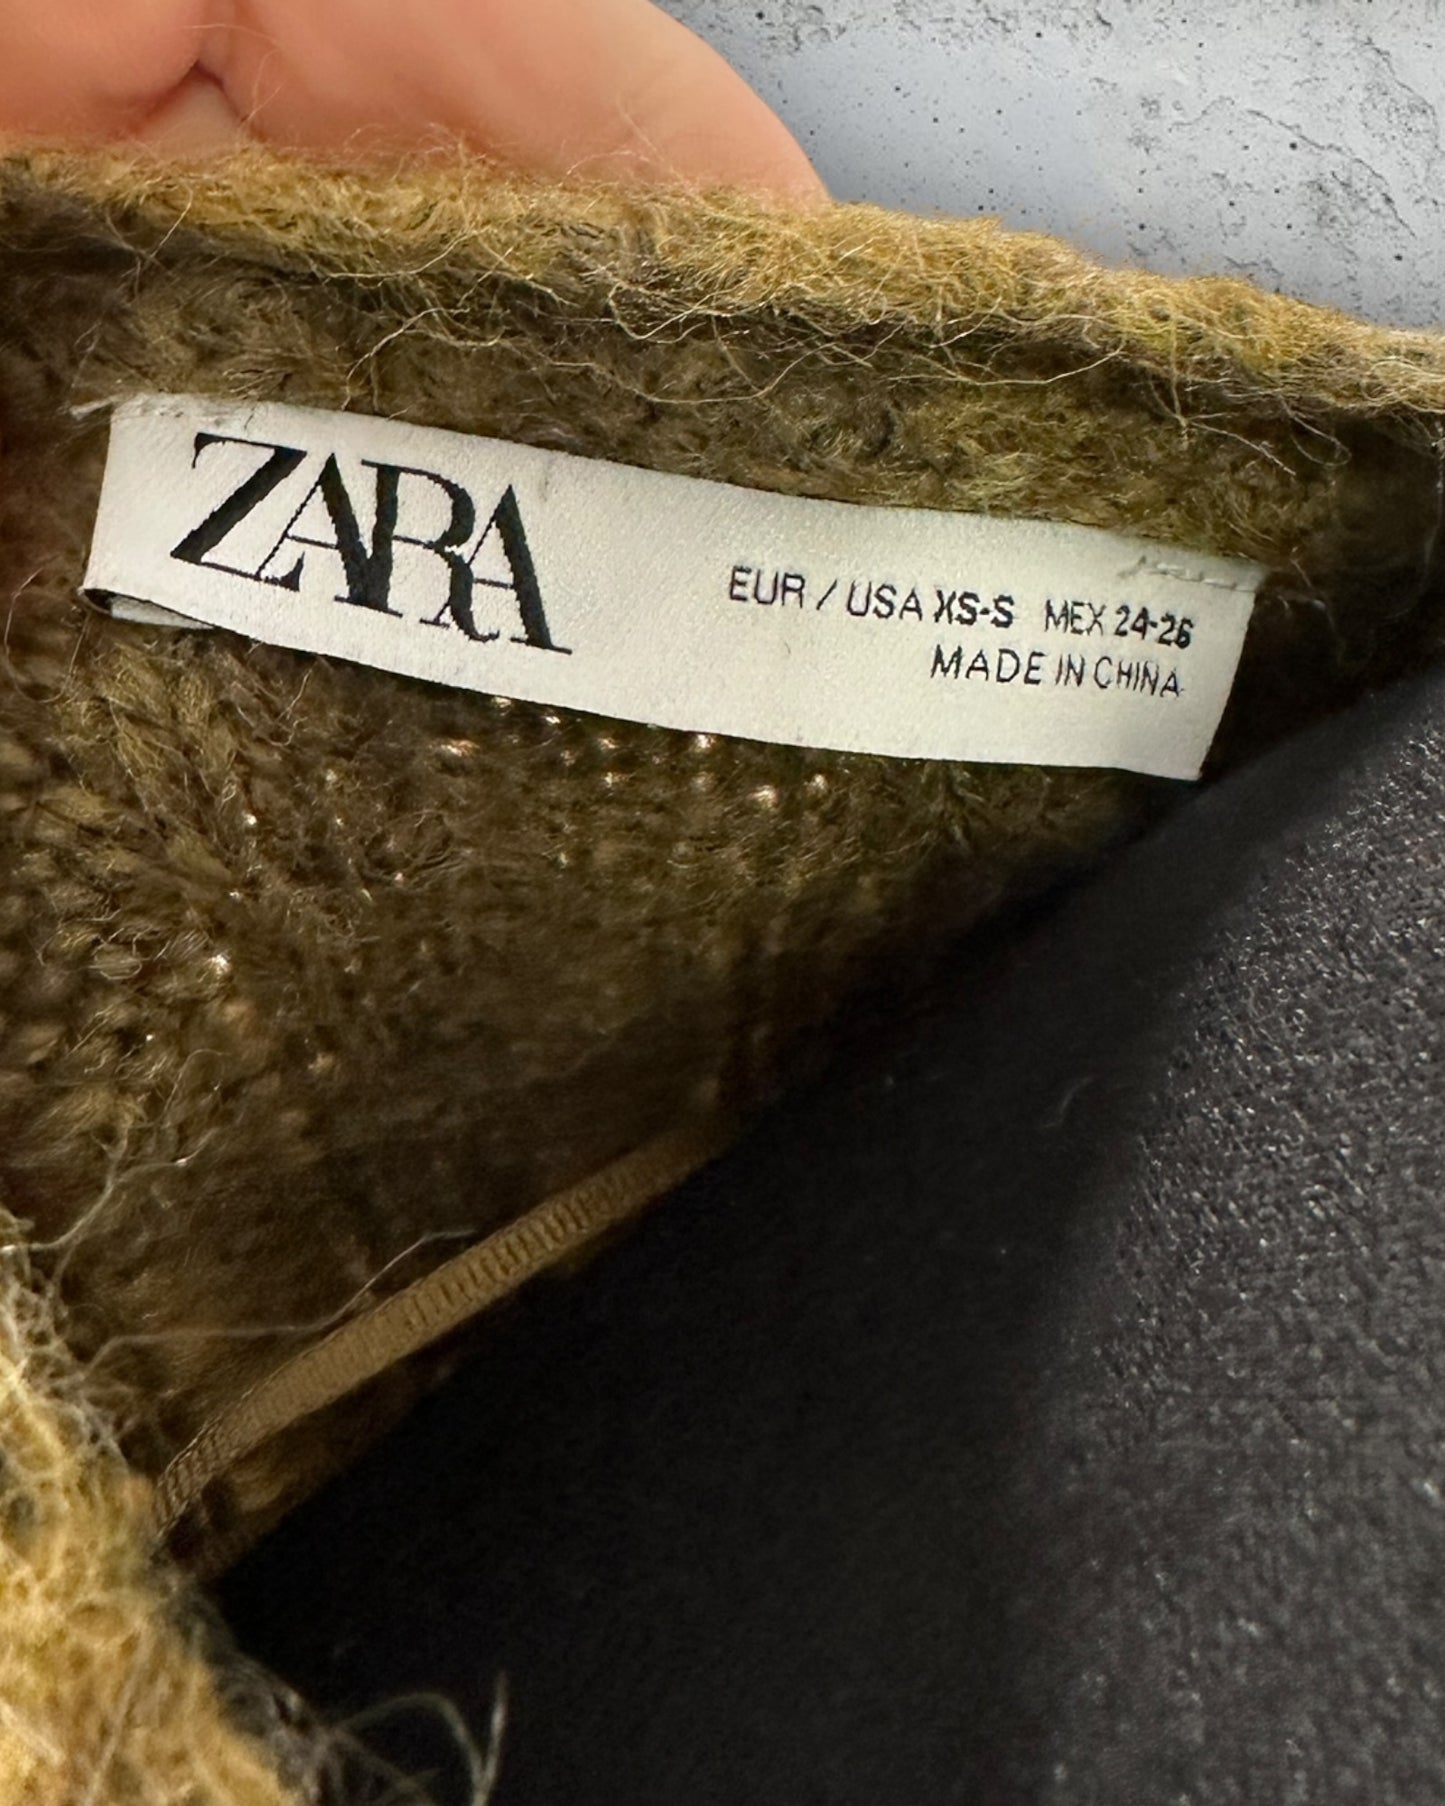 ZARA
EUR / USA XS-S MEX 24-26
MADE IN CHINA